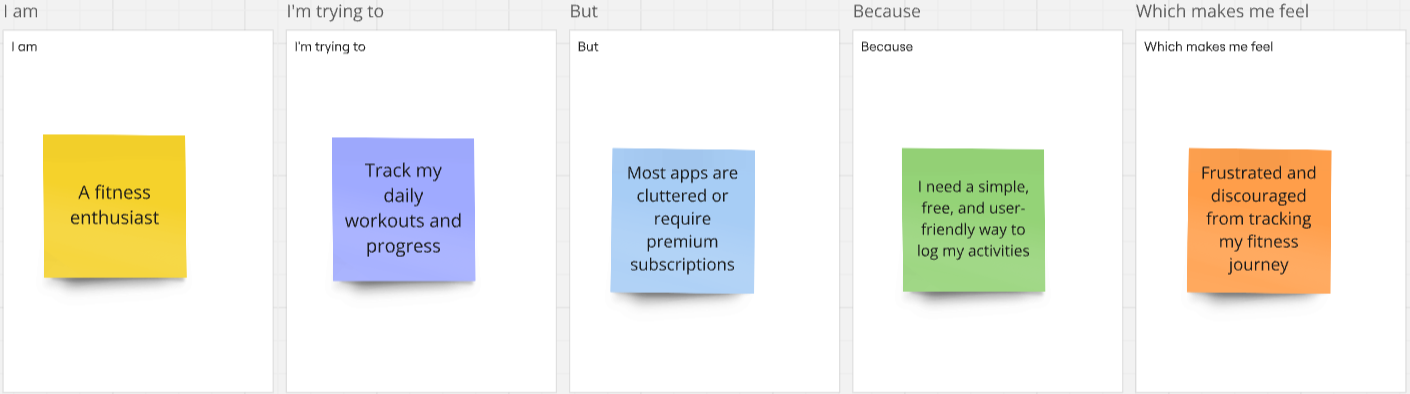 I am
I'm trying to
But
Because
Which makes me feel
I am
I'm trying to
But
Because
Which makes me feel
A fitness
enthusiast
Track my
daily
workouts and
progress
Most apps are
cluttered or
require
premium
subscriptions
I need a simple,
free, and user-
friendly way to
log my activities
Frustrated and
discouraged
from tracking
my fitness
journey